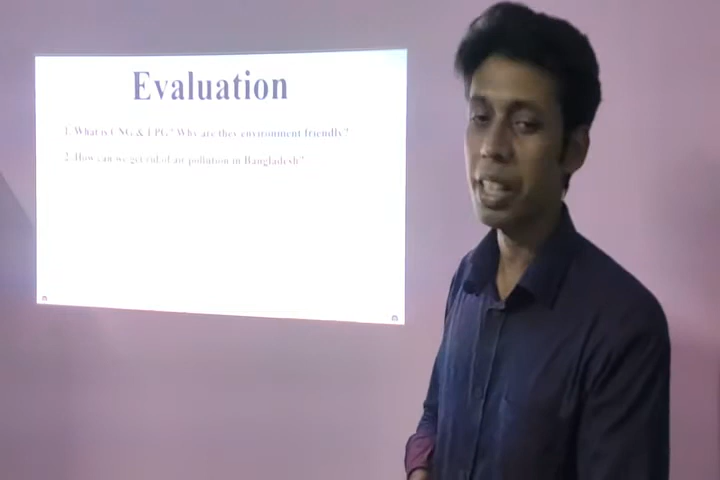 Evaluation
1. What is CNG & LPG? Why are they environment friendly?
2. How can we get rid of air pollution in Bangladesh?